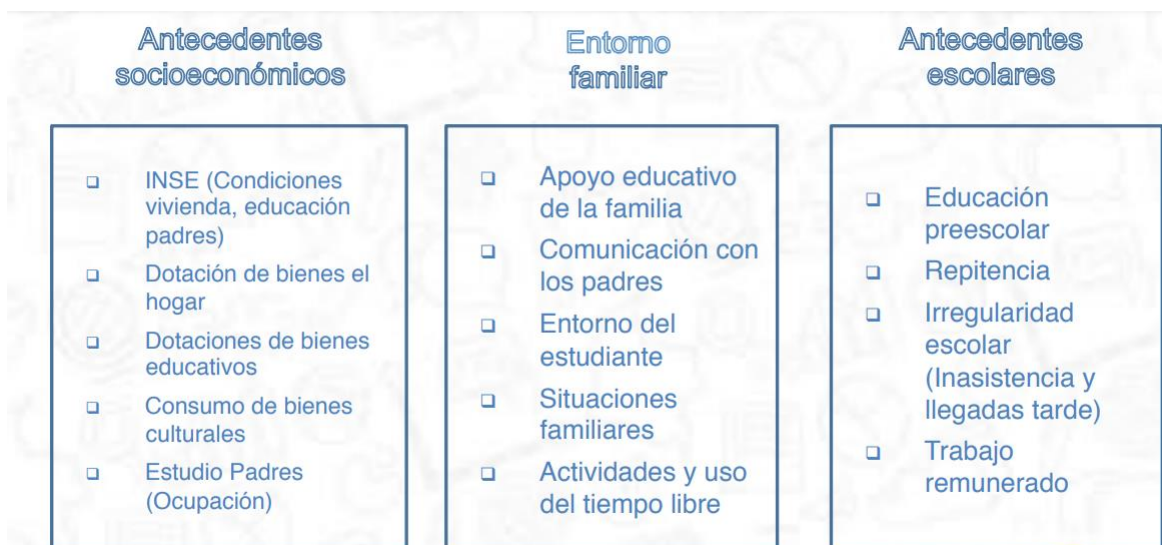 Antecedentes
socioeconómicos
❑ INSE (Condiciones
vivienda, educación
padres)
❑ Dotación de bienes el
hogar
❑ Dotaciones de bienes
educativos
❑ Consumo de bienes
culturales
❑ Estudio Padres
(Ocupación)
Entorno
familiar
❑ Apoyo educativo
de la familia
❑ Comunicación con
los padres
❑ Entorno del
estudiante
❑ Situaciones
familiares
❑ Actividades y uso
del tiempo libre
Antecedentes
escolares
❑ Educación
preescolar
❑ Repitencia
❑ Irregularidad
escolar
(Inasistencia y
llegadas tarde)
❑ Trabajo
remunerado